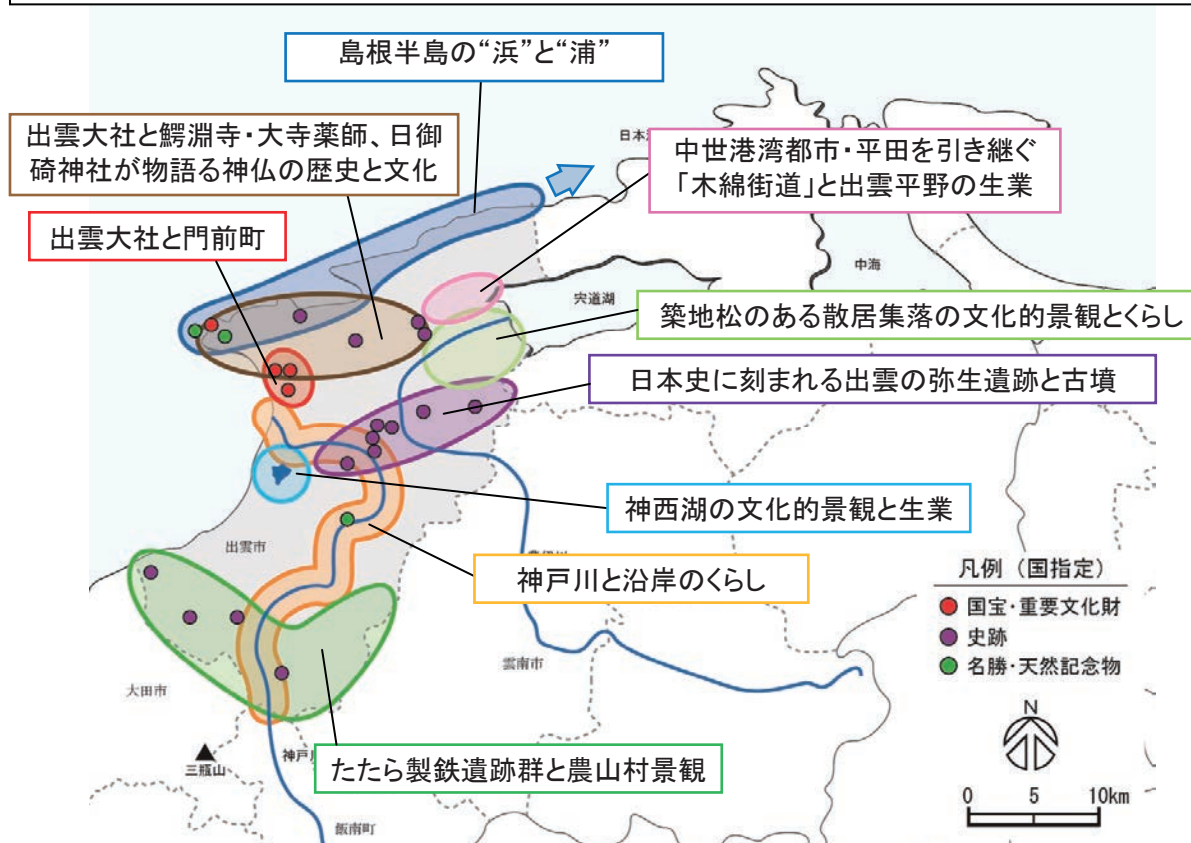 島根半島の“浜”と“浦”
出雲大社と鰐淵寺・大寺薬師、日御
碕神社が物語る神仏の歴史と文化
中世港湾都市・平田を引き継ぐ
「木綿街道」と出雲平野の生業
出雲大社と門前町
中海
宍道湖
築地松のある散居集落の文化的景観とくらし
日本史に刻まれる出雲の弥生遺跡と古墳
神西湖の文化的景観と生業
出雲市
神戸川と沿岸のくらし
凡例（国指定）
国宝・重要文化財
史跡
名勝・天然記念物
雲南市
大田市
N
三瓶山
神戸川
たたら製鉄遺跡群と農山村景観
0 5 10km
飯南町